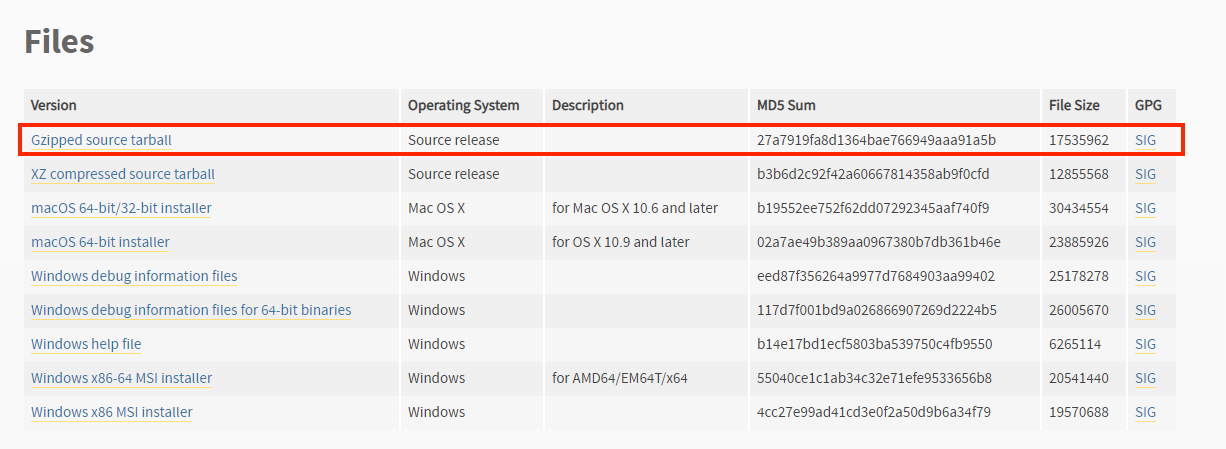 Files
Version Operating System Description MD5 Sum File Size GPG
Gzipped source tarball Source release 27a7919fa8d1364bae766949aaa91a5b 17535962 SIG
XZ compressed source tarball Source release b3b6d2c92f42a60667814358ab9f0cfd 12855568 SIG
macOS 64-bit/32-bit installer Mac OS X for Mac OS X 10.6 and later b19552ee752f62dd07292345aaf740f9 30434554 SIG
macOS 64-bit installer Mac OS X for OS X 10.9 and later 02a7ae49b389aa0967380b7db361b46e 23885926 SIG
Windows debug information files Windows eed87f356264a9977d7684903aa99402 25178278 SIG
Windows debug information files for 64-bit binaries Windows 117d7f001bd9a026866907269d2224b5 26005670 SIG
Windows help file Windows b14e17bd1ecf5803ba539750c4fb9550 6265114 SIG
Windows x86-64 MSI installer Windows for AMD64/EM64T/x64 55040ce1c1ab34c32e71efe9533656b8 20541440 SIG
Windows x86 MSI installer Windows 4cc27e99ad41cd3e0f2a50d9b6a34f79 19570688 SIG